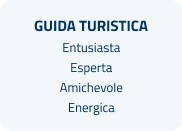 GUIDA TURISTICA
Entusiasta
Esperta
Amichevole
Energica